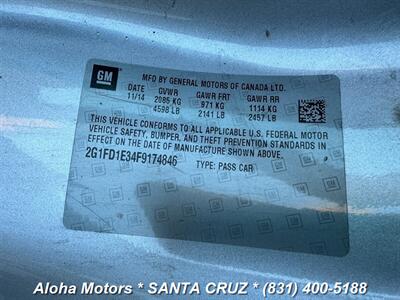 GM
MFD BY GENERAL MOTORS OF CANADA LTD.
DATE GVWR GAWR FRT GAWR RR
11/14 2085 KG 971 KG 1114 KG
4598 LB 2141 LB 2457 LB
THIS VEHICLE CONFORMS TO ALL APPLICABLE U.S. FEDERAL MOTOR
VEHICLE SAFETY, BUMPER, AND THEFT PREVENTION STANDARDS IN
EFFECT ON THE DATE OF MANUFACTURE SHOWN ABOVE.
2G1FD1E34F9174846 TYPE: PASS CAR
Aloha Motors * SANTA CRUZ * (831) 400-5188